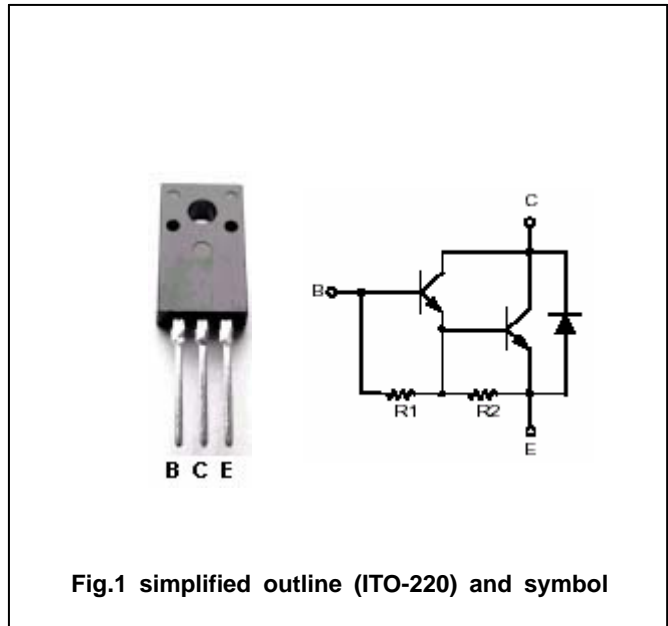 C
B
R1 R2
E
B C E
Fig.1 simplified outline (ITO-220) and symbol